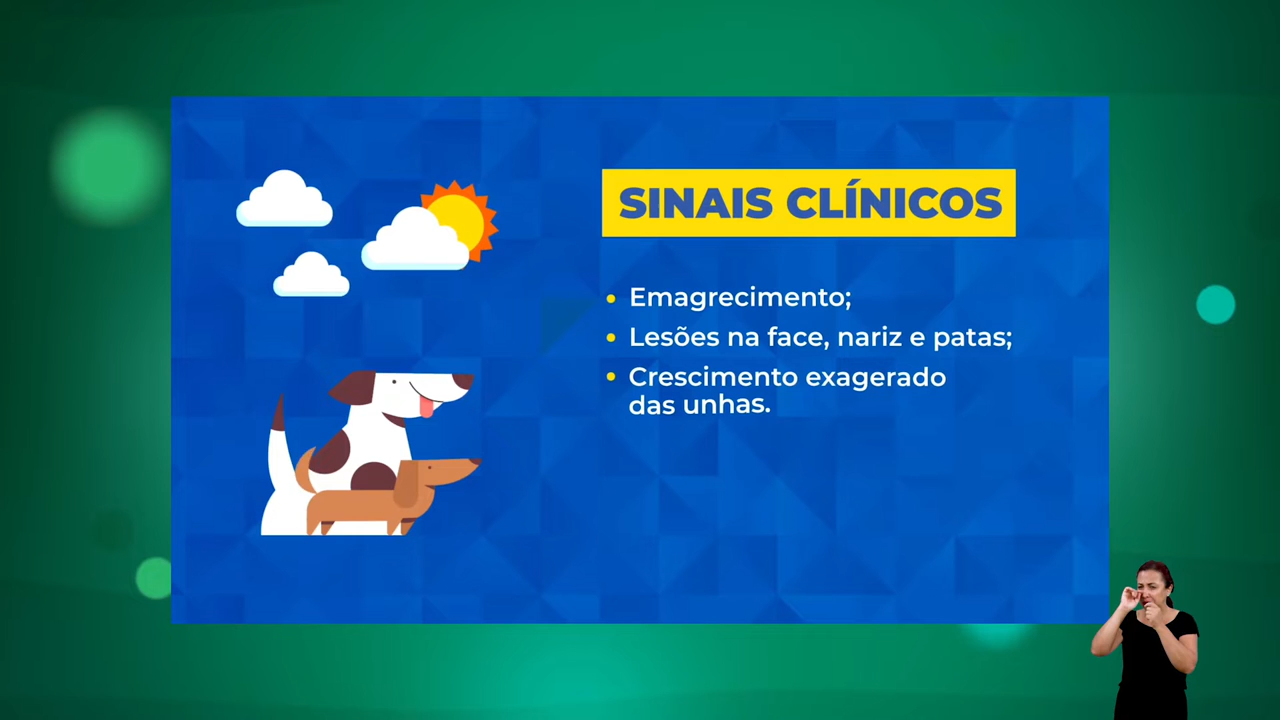 SINAIS CLÍNICOS
Emagrecimento;
Lesões na face, nariz e patas;
Crescimento exagerado
das unhas.